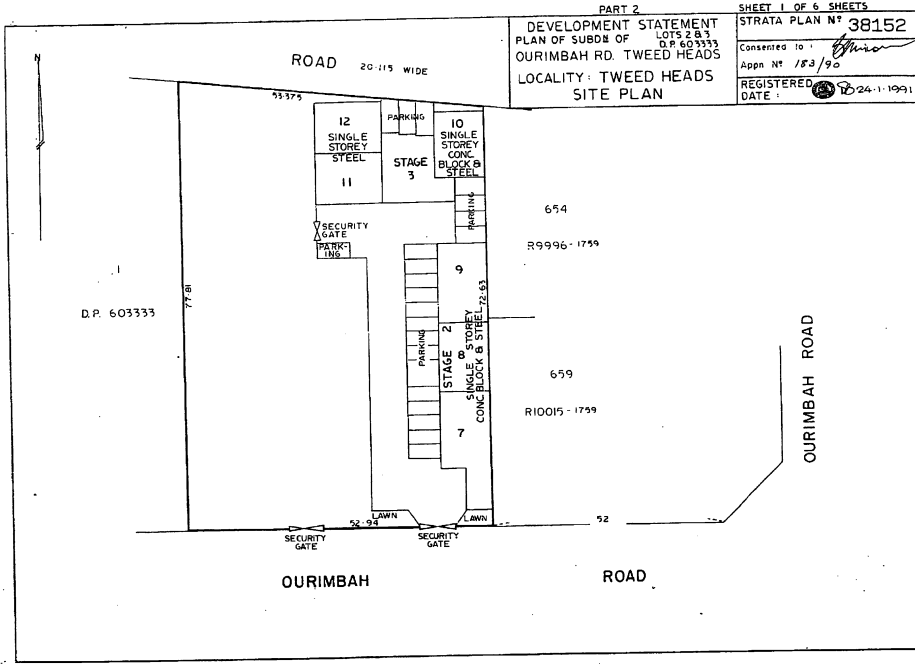 PART 2
SHEET 1 OF 6 SHEETS
DEVELOPMENT STATEMENT
PLAN OF SUBDN OF LOTS 2 & 3
D.P. 603333
OURIMBAH RD. TWEED HEADS
LOCALITY: TWEED HEADS
SITE PLAN
STRATA PLAN Nº 38152
Consented to:
Appn Nº 183/90
REGISTERED
DATE: 24.1.1991
N
ROAD 20.115 WIDE
53.375
12
SINGLE
STOREY
STEEL
11
PARKING
STAGE
3
10
SINGLE
STOREY
CONC.
BLOCK &
STEEL
PARKING
SECURITY
GATE
PARK-
ING
654
R9996-1759
1
D.P. 603333
77.81
9
72.63
PARKING
STAGE 2
8
SINGLE STOREY
CONC BLOCK & STEEL
7
659
R10015-1759
OURIMBAH ROAD
LAWN
LAWN
52.94
52
SECURITY
GATE
SECURITY
GATE
OURIMBAH ROAD